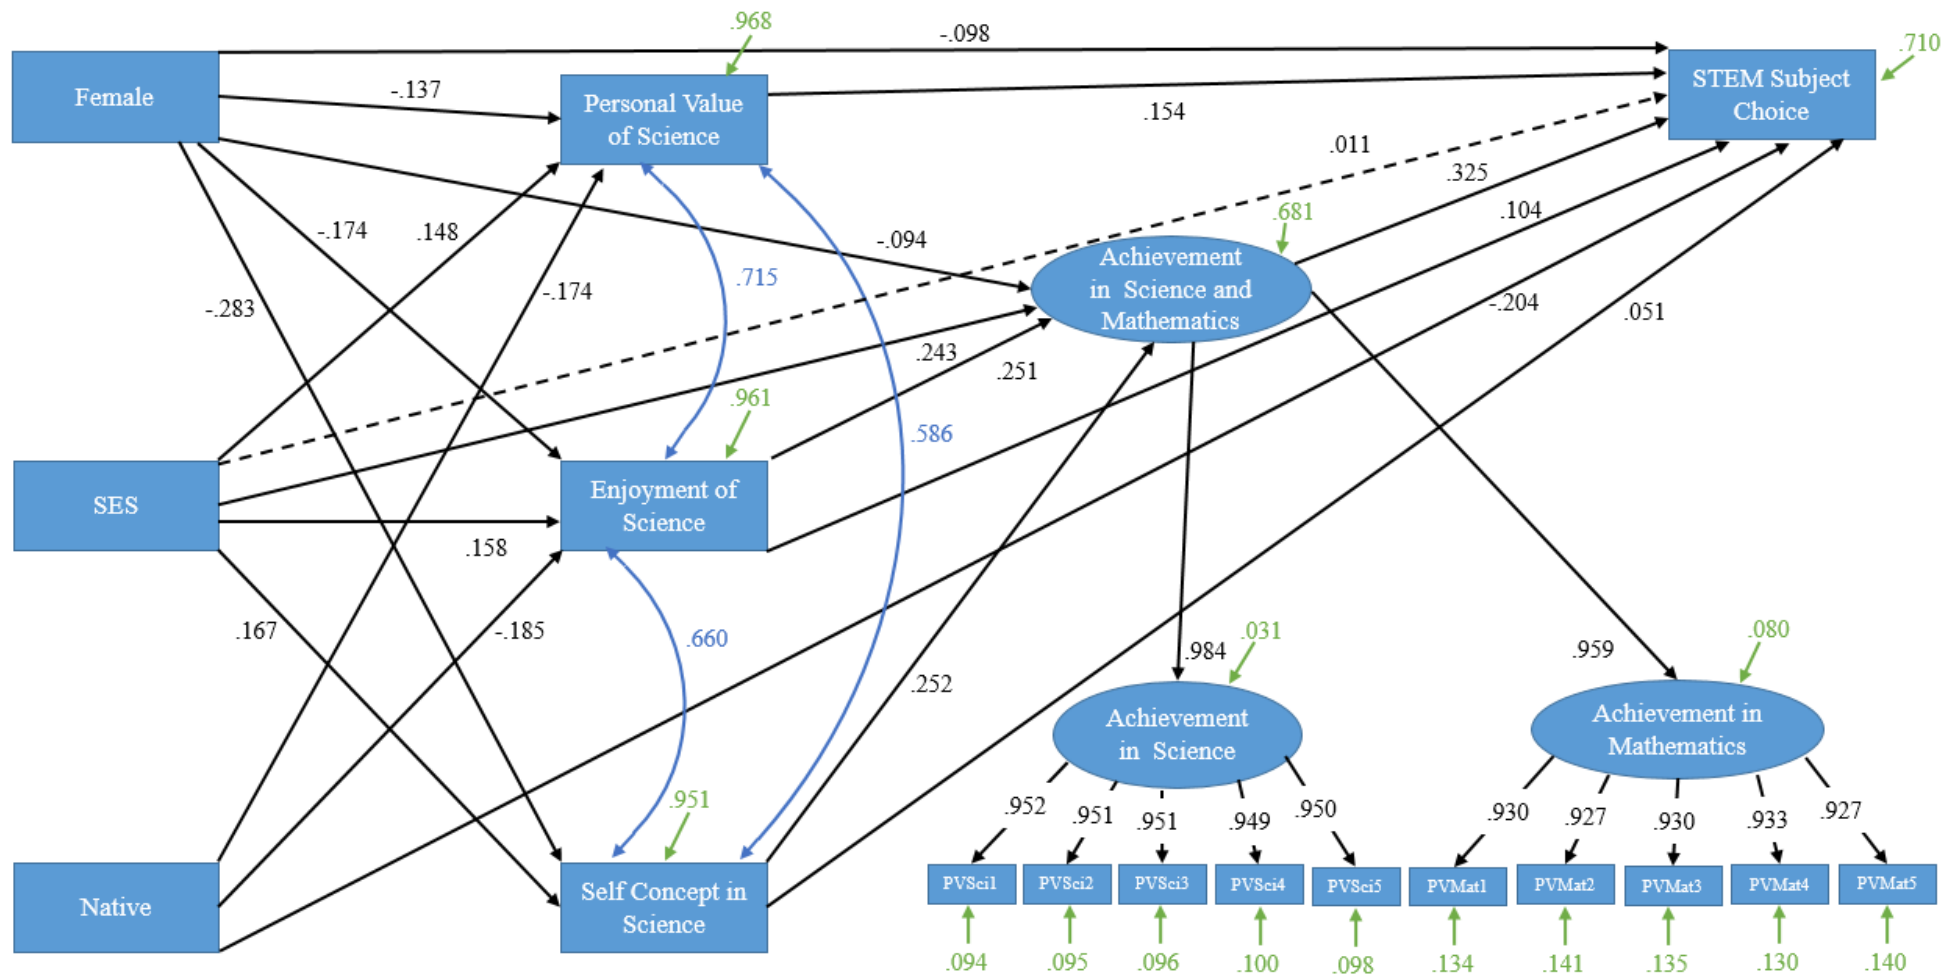 .968
-.098
.710
Female
-.137
Personal Value
of Science
.154
STEM Subject
Choice
.011
.325
.104
.681
-.174
.148
-.094
-.283
-.174
.715
Achievement
in Science and
Mathematics
-.204
.051
.243
.251
.961
.586
SES
Enjoyment of
Science
.158
.167
-.185
.660
.252
.984
.031
.959
.080
Achievement
in Science
Achievement in
Mathematics
.951
.952
.951
.951
.949
.950
.930
.927
.930
.933
.927
Native
Self Concept in
Science
PVSci1
PVSci2
PVSci3
PVSci4
PVSci5
PVMat1
PVMat2
PVMat3
PVMat4
PVMat5
.094
.095
.096
.100
.098
.134
.141
.135
.130
.140